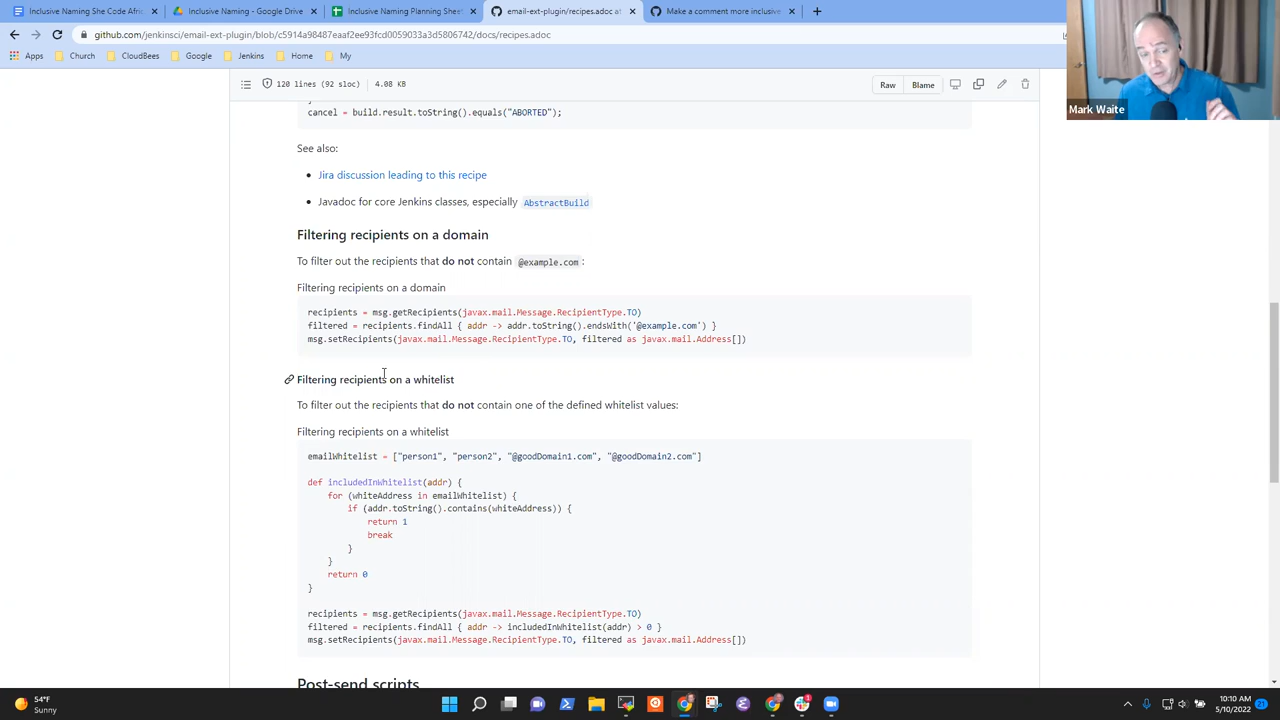 Inclusive Naming She Code Afric
Inclusive Naming - Google Drive
Inclusive Naming Planning Sheet
email-ext-plugin/recipes.adoc at
Make a comment more inclusive
github.com/jenkinsci/email-ext-plugin/blob/c5914a98487eaaf2ee93fcd0059033a3d5806742/docs/recipes.adoc
Apps
Church
CloudBees
Google
Jenkins
Home
My
120 lines (92 sloc)
4.08 KB
Raw
Blame
Mark Waite
cancel = build.result.toString().equals("ABORTED");
See also:
Jira discussion leading to this recipe
Javadoc for core Jenkins classes, especially AbstractBuild
Filtering recipients on a domain
To filter out the recipients that do not contain @example.com :
Filtering recipients on a domain
recipients = msg.getRecipients(javax.mail.Message.RecipientType.TO)
filtered = recipients.findAll { addr -> addr.toString().endsWith('@example.com') }
msg.setRecipients(javax.mail.Message.RecipientType.TO, filtered as javax.mail.Address[])
Filtering recipients on a whitelist
To filter out the recipients that do not contain one of the defined whitelist values:
Filtering recipients on a whitelist
emailWhitelist = ["person1", "person2", "@goodDomain1.com", "@goodDomain2.com"]
def includedInWhitelist(addr) {
for (whiteAddress in emailWhitelist) {
if (addr.toString().contains(whiteAddress)) {
return 1
break
}
}
return 0
}
recipients = msg.getRecipients(javax.mail.Message.RecipientType.TO)
filtered = recipients.findAll { addr -> includedInWhitelist(addr) > 0 }
msg.setRecipients(javax.mail.Message.RecipientType.TO, filtered as javax.mail.Address[])
Post-send scripts
54°F
Sunny
10:10 AM
5/10/2022
21